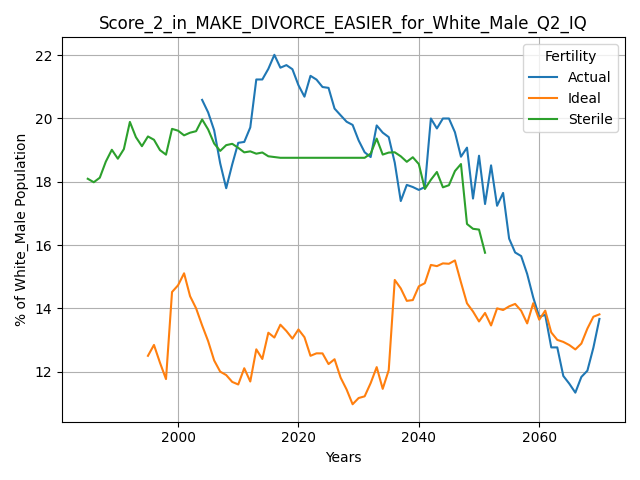 Score_2_in_MAKE_DIVORCE_EASIER_for_White_Male_Q2_IQ
Fertility
Actual
Ideal
Sterile
% of White_Male Population
22
20
18
16
14
12
2000
2020
2040
2060
Years